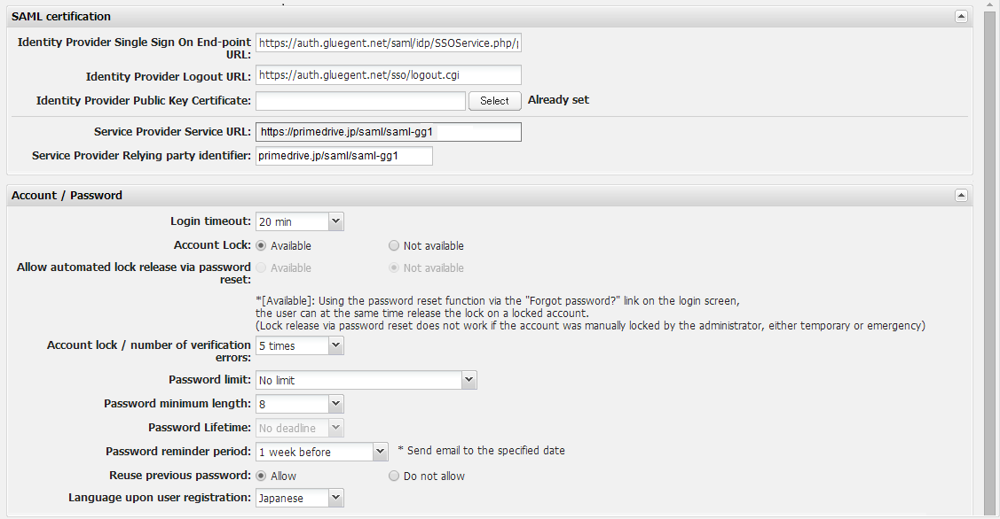 SAML certification
Identity Provider Single Sign On End-point URL: https://auth.gluegent.net/saml/idp/SSOService.php/
Identity Provider Logout URL: https://auth.gluegent.net/sso/logout.cgi
Identity Provider Public Key Certificate: Select Already set
Service Provider Service URL: https://primedrive.jp/saml/saml-gg1
Service Provider Relying party identifier: primedrive.jp/saml/saml-gg1
Account / Password
Login timeout: 20 min
Account Lock: Available Not available
Allow automated lock release via password reset: Available Not available
*[Available]: Using the password reset function via the "Forgot password?" link on the login screen,
the user can at the same time release the lock on a locked account.
(Lock release via password reset does not work if the account was manually locked by the administrator, either temporary or emergency)
Account lock / number of verification errors: 5 times
Password limit: No limit
Password minimum length: 8
Password Lifetime: No deadline
Password reminder period: 1 week before * Send email to the specified date
Reuse previous password: Allow Do not allow
Language upon user registration: Japanese